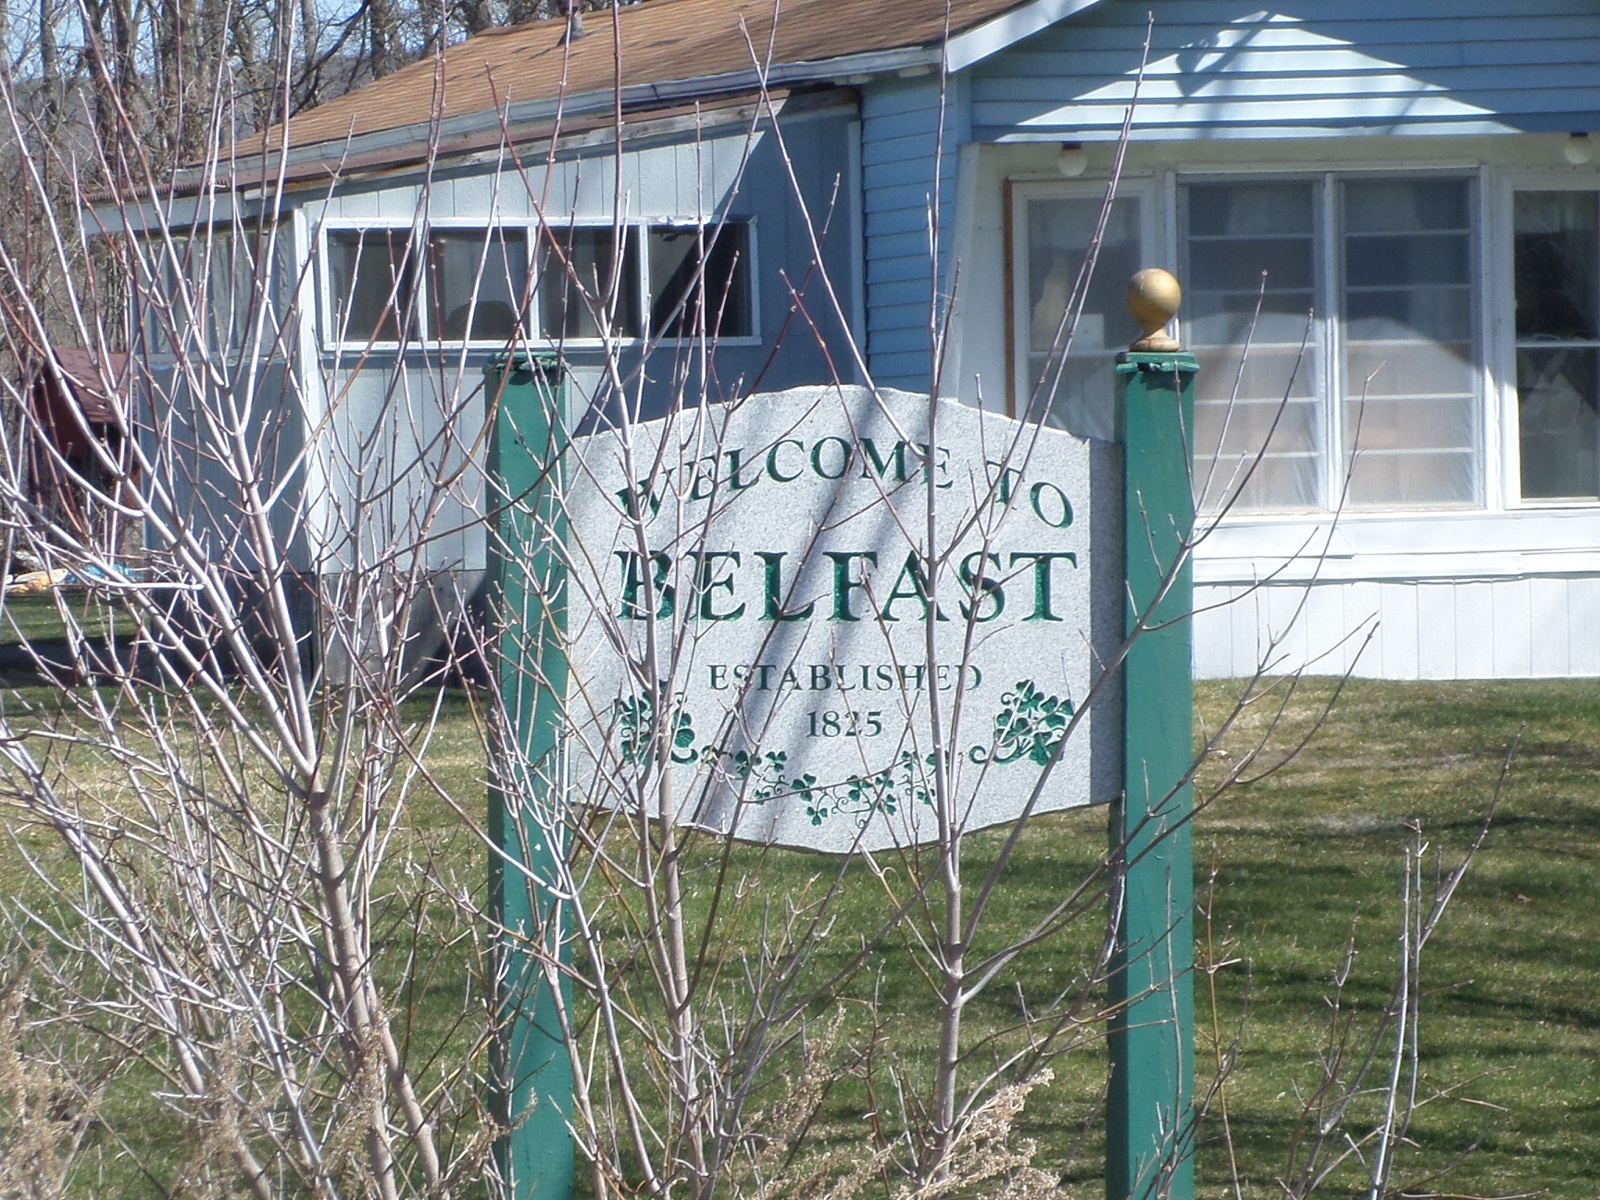 WELCOME TO
BELFAST
ESTABLISHED
1825